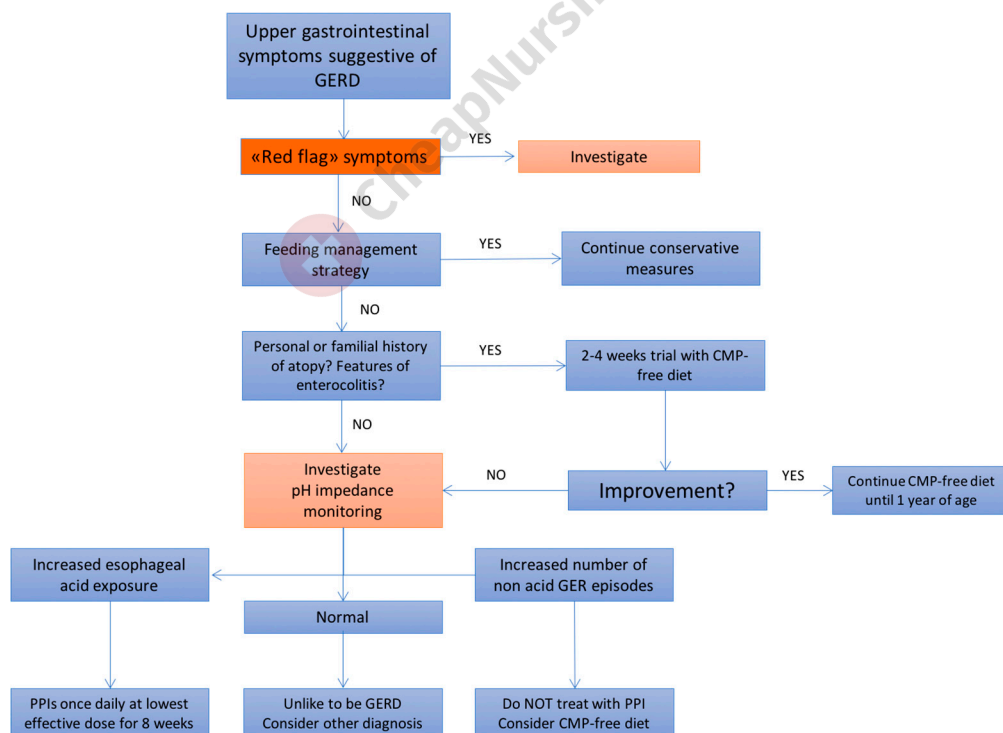 Upper gastrointestinal
symptoms suggestive of
GERD
«Red flag» symptoms
YES
Investigate
NO
Feeding management
strategy
YES
Continue conservative
measures
NO
Personal or familial history
of atopy? Features of
enterocolitis?
YES
2-4 weeks trial with CMP-
free diet
NO
Investigate
pH impedance
monitoring
NO
Improvement?
YES
Continue CMP-free diet
until 1 year of age
Increased esophageal
acid exposure
Increased number of
non acid GER episodes
Normal
PPIs once daily at lowest
effective dose for 8 weeks
Unlike to be GERD
Consider other diagnosis
Do NOT treat with PPI
Consider CMP-free diet